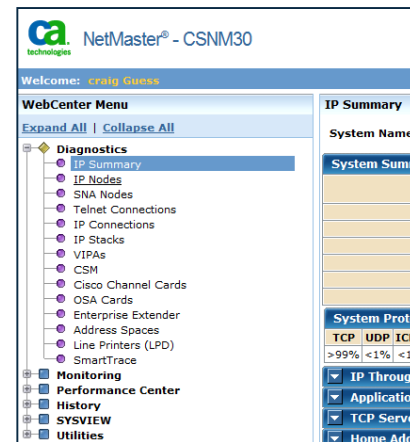 ca
technologies
NetMaster® - CSNM30
Welcome: craig Guess
WebCenter Menu
Expand All | Collapse All
Diagnostics
IP Summary
IP Nodes
SNA Nodes
Telnet Connections
IP Connections
IP Stacks
VIPAs
CSM
Cisco Channel Cards
OSA Cards
Enterprise Extender
Address Spaces
Line Printers (LPD)
SmartTrace
Monitoring
Performance Center
History
SYSVIEW
Utilities
IP Summary
System Name
System Sum
System Prot
TCP UDP IC
>99% <1% <1
IP Throug
Applicatio
TCP Serve
Home Add